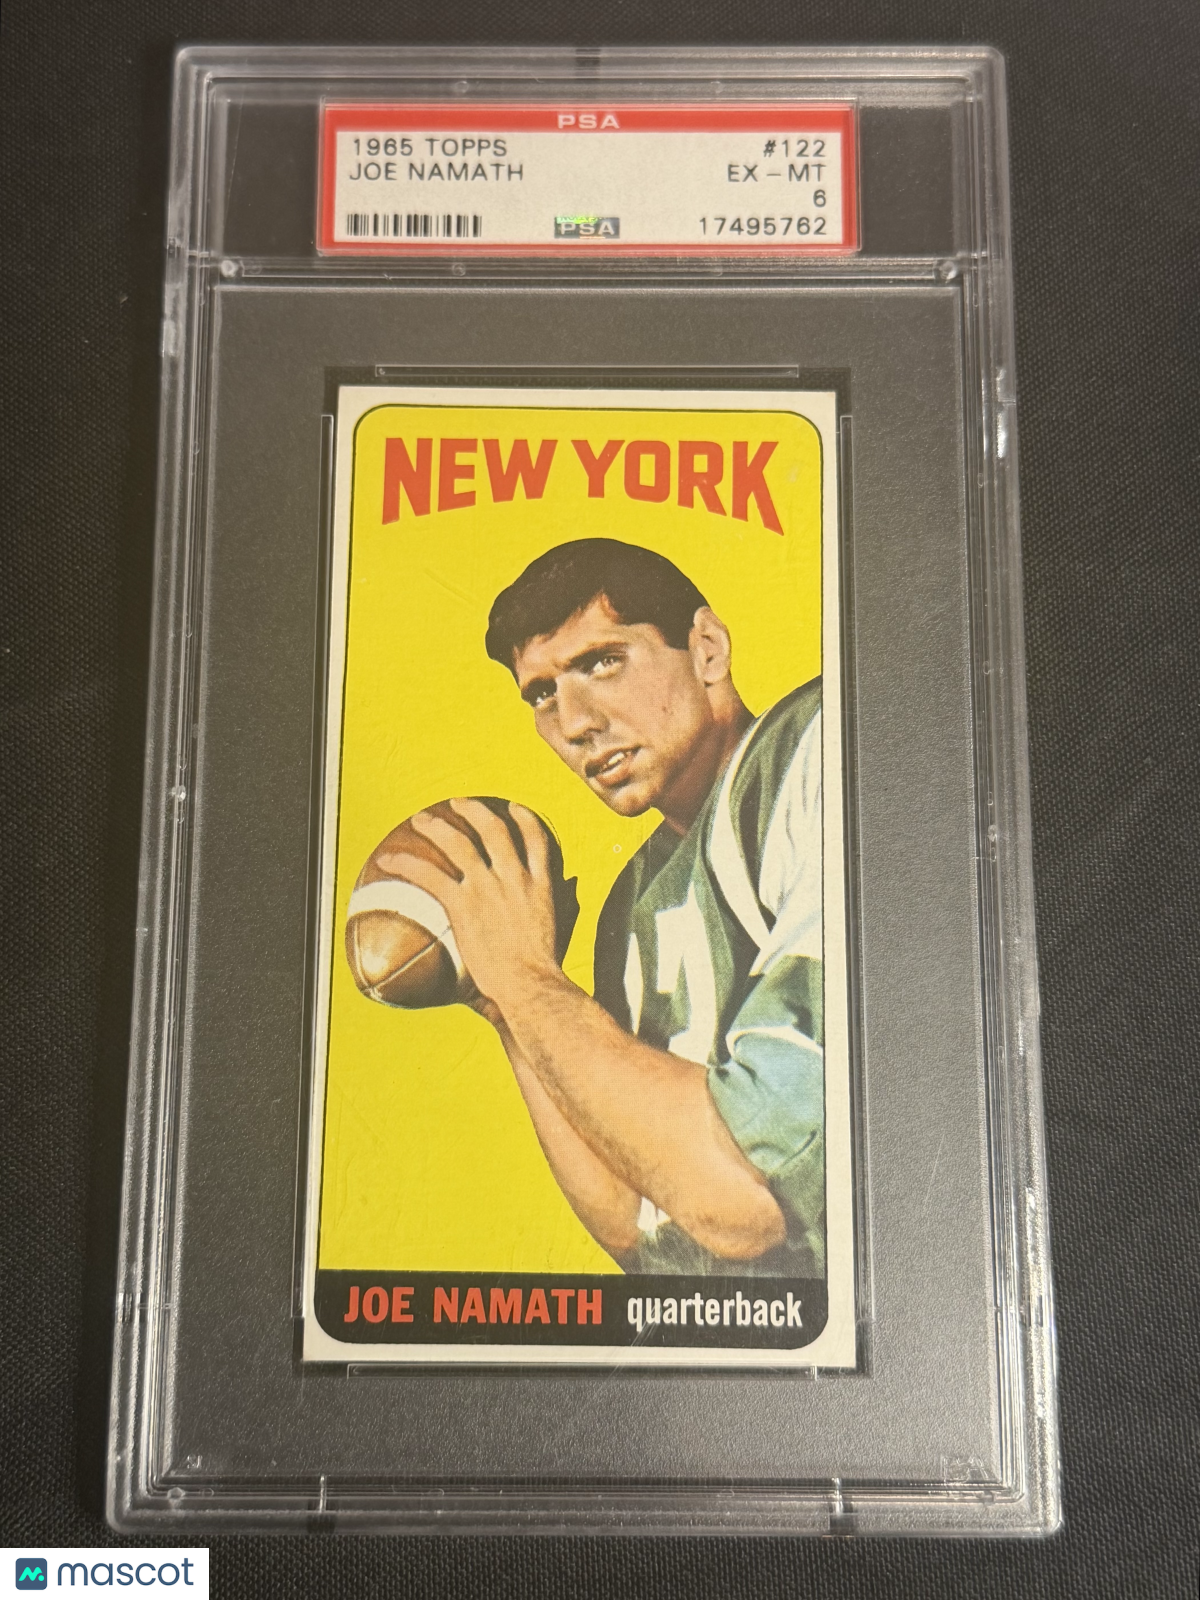 PSA
1965 TOPPS #122
JOE NAMATH EX - MT
6
PSA 17495762
NEW YORK
JOE NAMATH quarterback
mascot